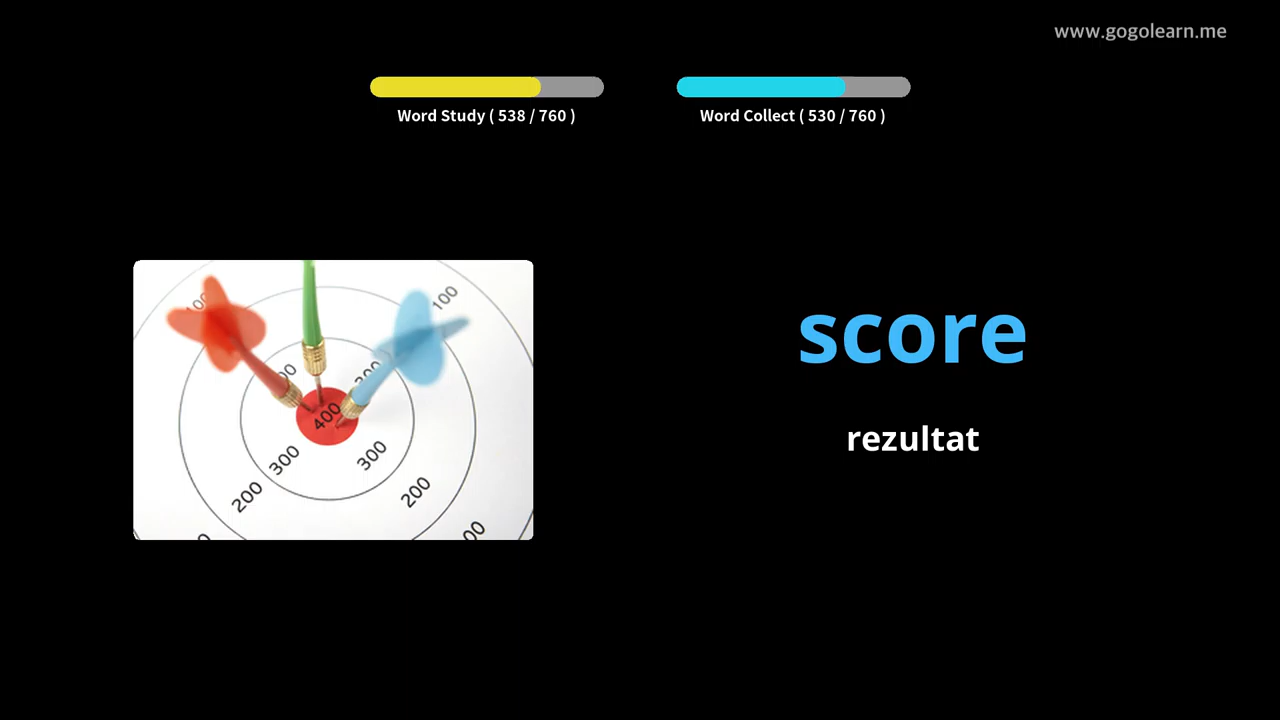 www.gogolearn.me
Word Study ( 538 / 760 )
Word Collect ( 530 / 760 )
score
rezultat
100
100
400
300
300
200
200